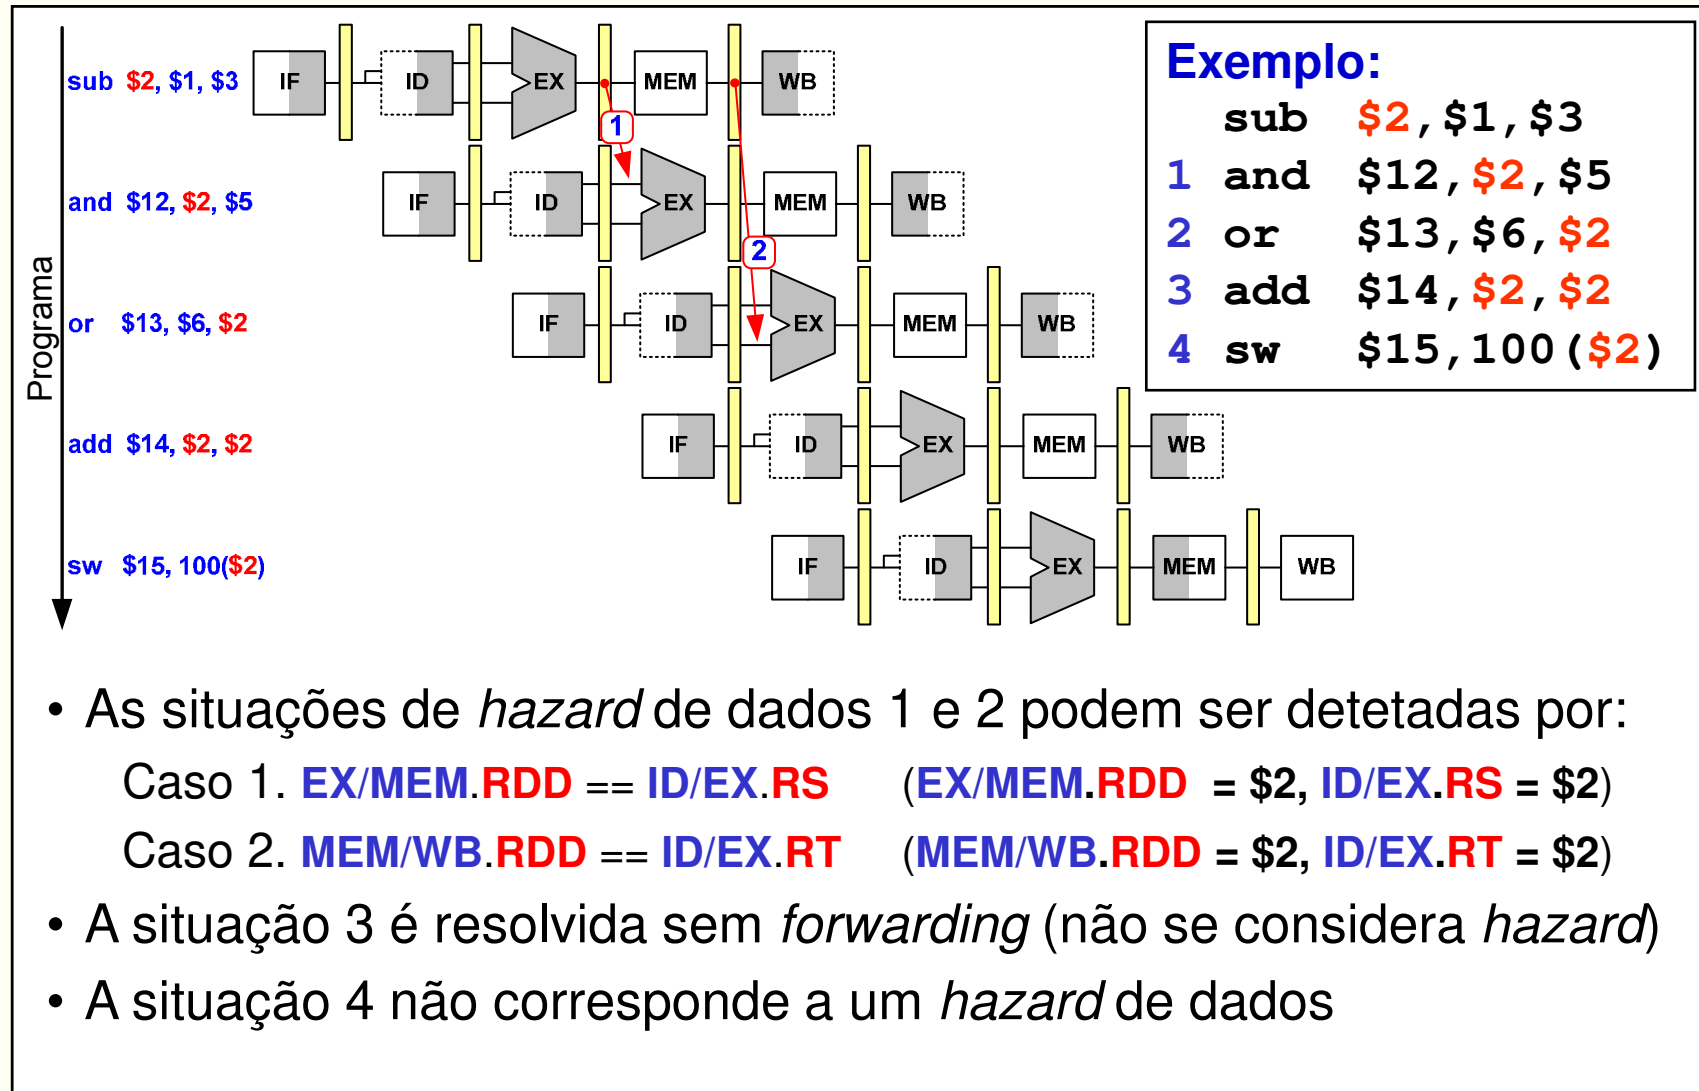 Programa
sub $2, $1, $3
IF ID EX MEM WB
1
and $12, $2, $5
IF ID EX MEM WB
2
or $13, $6, $2
IF ID EX MEM WB
add $14, $2, $2
IF ID EX MEM WB
sw $15, 100($2)
IF ID EX MEM WB
Exemplo:
sub $2,$1,$3
1 and $12,$2,$5
2 or $13,$6,$2
3 add $14,$2,$2
4 sw $15,100($2)
• As situações de hazard de dados 1 e 2 podem ser detetadas por:
Caso 1. EX/MEM.RDD == ID/EX.RS (EX/MEM.RDD = $2, ID/EX.RS = $2)
Caso 2. MEM/WB.RDD == ID/EX.RT (MEM/WB.RDD = $2, ID/EX.RT = $2)
• A situação 3 é resolvida sem forwarding (não se considera hazard)
• A situação 4 não corresponde a um hazard de dados